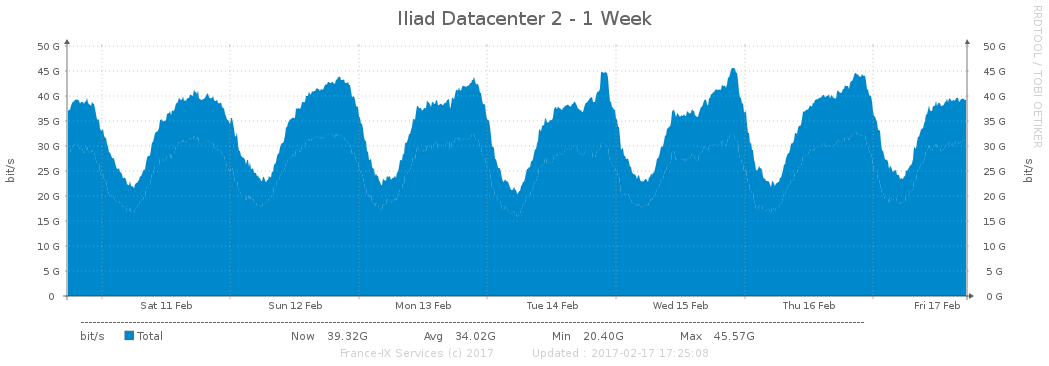 Iliad Datacenter 2 - 1 Week
RRDTOOL / TOBI OETIKER
50 G 50 G
45 G 45 G
40 G 40 G
35 G 35 G
30 G 30 G
25 G 25 G
20 G 20 G
15 G 15 G
10 G 10 G
5 G 5 G
0 0 G
bit/s bit/s
Sat 11 Feb Sun 12 Feb Mon 13 Feb Tue 14 Feb Wed 15 Feb Thu 16 Feb Fri 17 Feb
bit/s Total Now 39.32G Avg 34.02G Min 20.40G Max 45.57G
France-IX Services (c) 2017 Updated : 2017-02-17 17:25:08